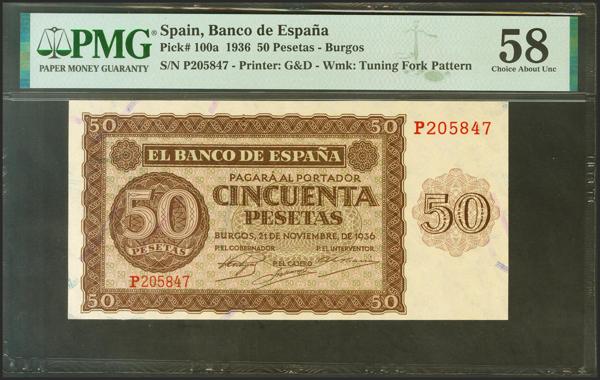 PMG®
PAPER MONEY GUARANTY
Spain, Banco de España
Pick# 100a 1936 50 Pesetas - Burgos
S/N P205847 - Printer: G&D - Wmk: Tuning Fork Pattern
58
Choice About Unc
50
50
P205847
EL BANCO DE ESPAÑA
PAGARÁ AL PORTADOR
CINCUENTA
PESETAS
50
PESETAS
50
BURGOS, 21 DE NOVIEMBRE, DE 1936
P.EL GOBERNADOR
P.EL INTERVENTOR
P.EL CAJERO
P205847
50
50